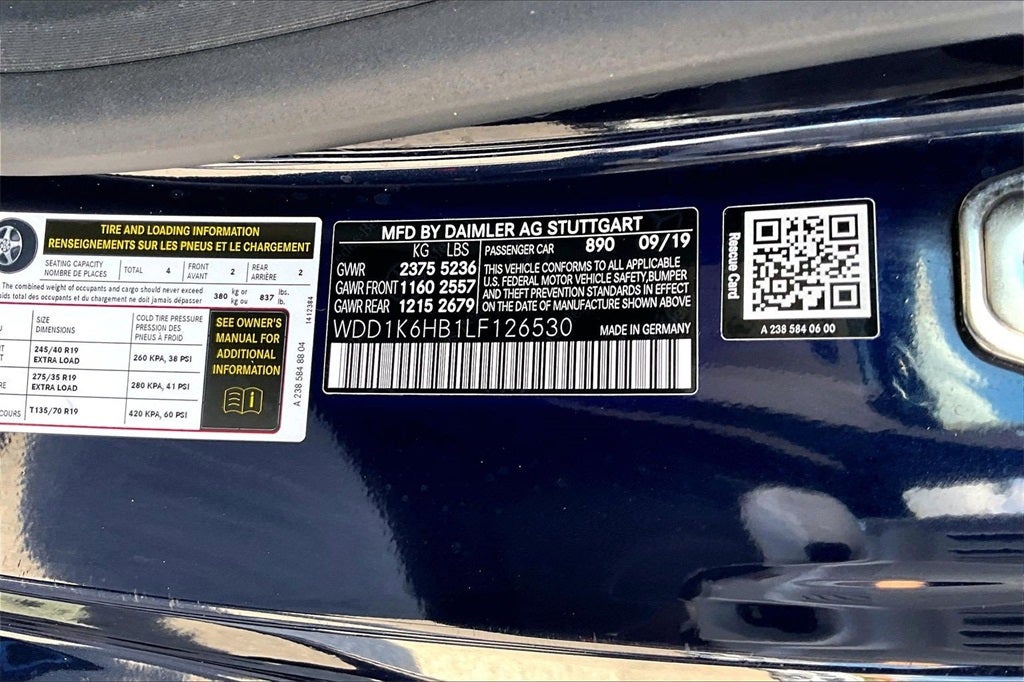 TIRE AND LOADING INFORMATION
RENSEIGNEMENTS SUR LES PNEUS ET LE CHARGEMENT
SEATING CAPACITY
NOMBRE DE PLACES
TOTAL 4
FRONT
AVANT
2
REAR
ARRIÈRE
2
The combined weight of occupants and cargo should never exceed
total des occupants et du chargement ne doit jamais dépasser
380 kg or
kg ou
837 lbs.
lb.
SIZE
DIMENSIONS
COLD TIRE PRESSURE
PRESSION DES
PNEUS À FROID
245/40 R19
EXTRA LOAD
260 KPA, 38 PSI
275/35 R19
EXTRA LOAD
280 KPA, 41 PSI
T135/70 R19
420 KPA, 60 PSI
SEE OWNER'S
MANUAL FOR
ADDITIONAL
INFORMATION
1412384
A 238 584 88 04
MFD BY DAIMLER AG STUTTGART
KG LBS
GVWR 2375 5236
GAWR FRONT 1160 2557
GAWR REAR 1215 2679
PASSENGER CAR 890 09/19
THIS VEHICLE CONFORMS TO ALL APPLICABLE
U.S. FEDERAL MOTOR VEHICLE SAFETY,BUMPER
AND THEFT PREVENTION STANDARDS IN EFFECT
ON THE DATE OF MANUFACTURE SHOWN ABOVE
WDD1K6HB1LF126530
MADE IN GERMANY
Rescue Card
A 238 584 06 00